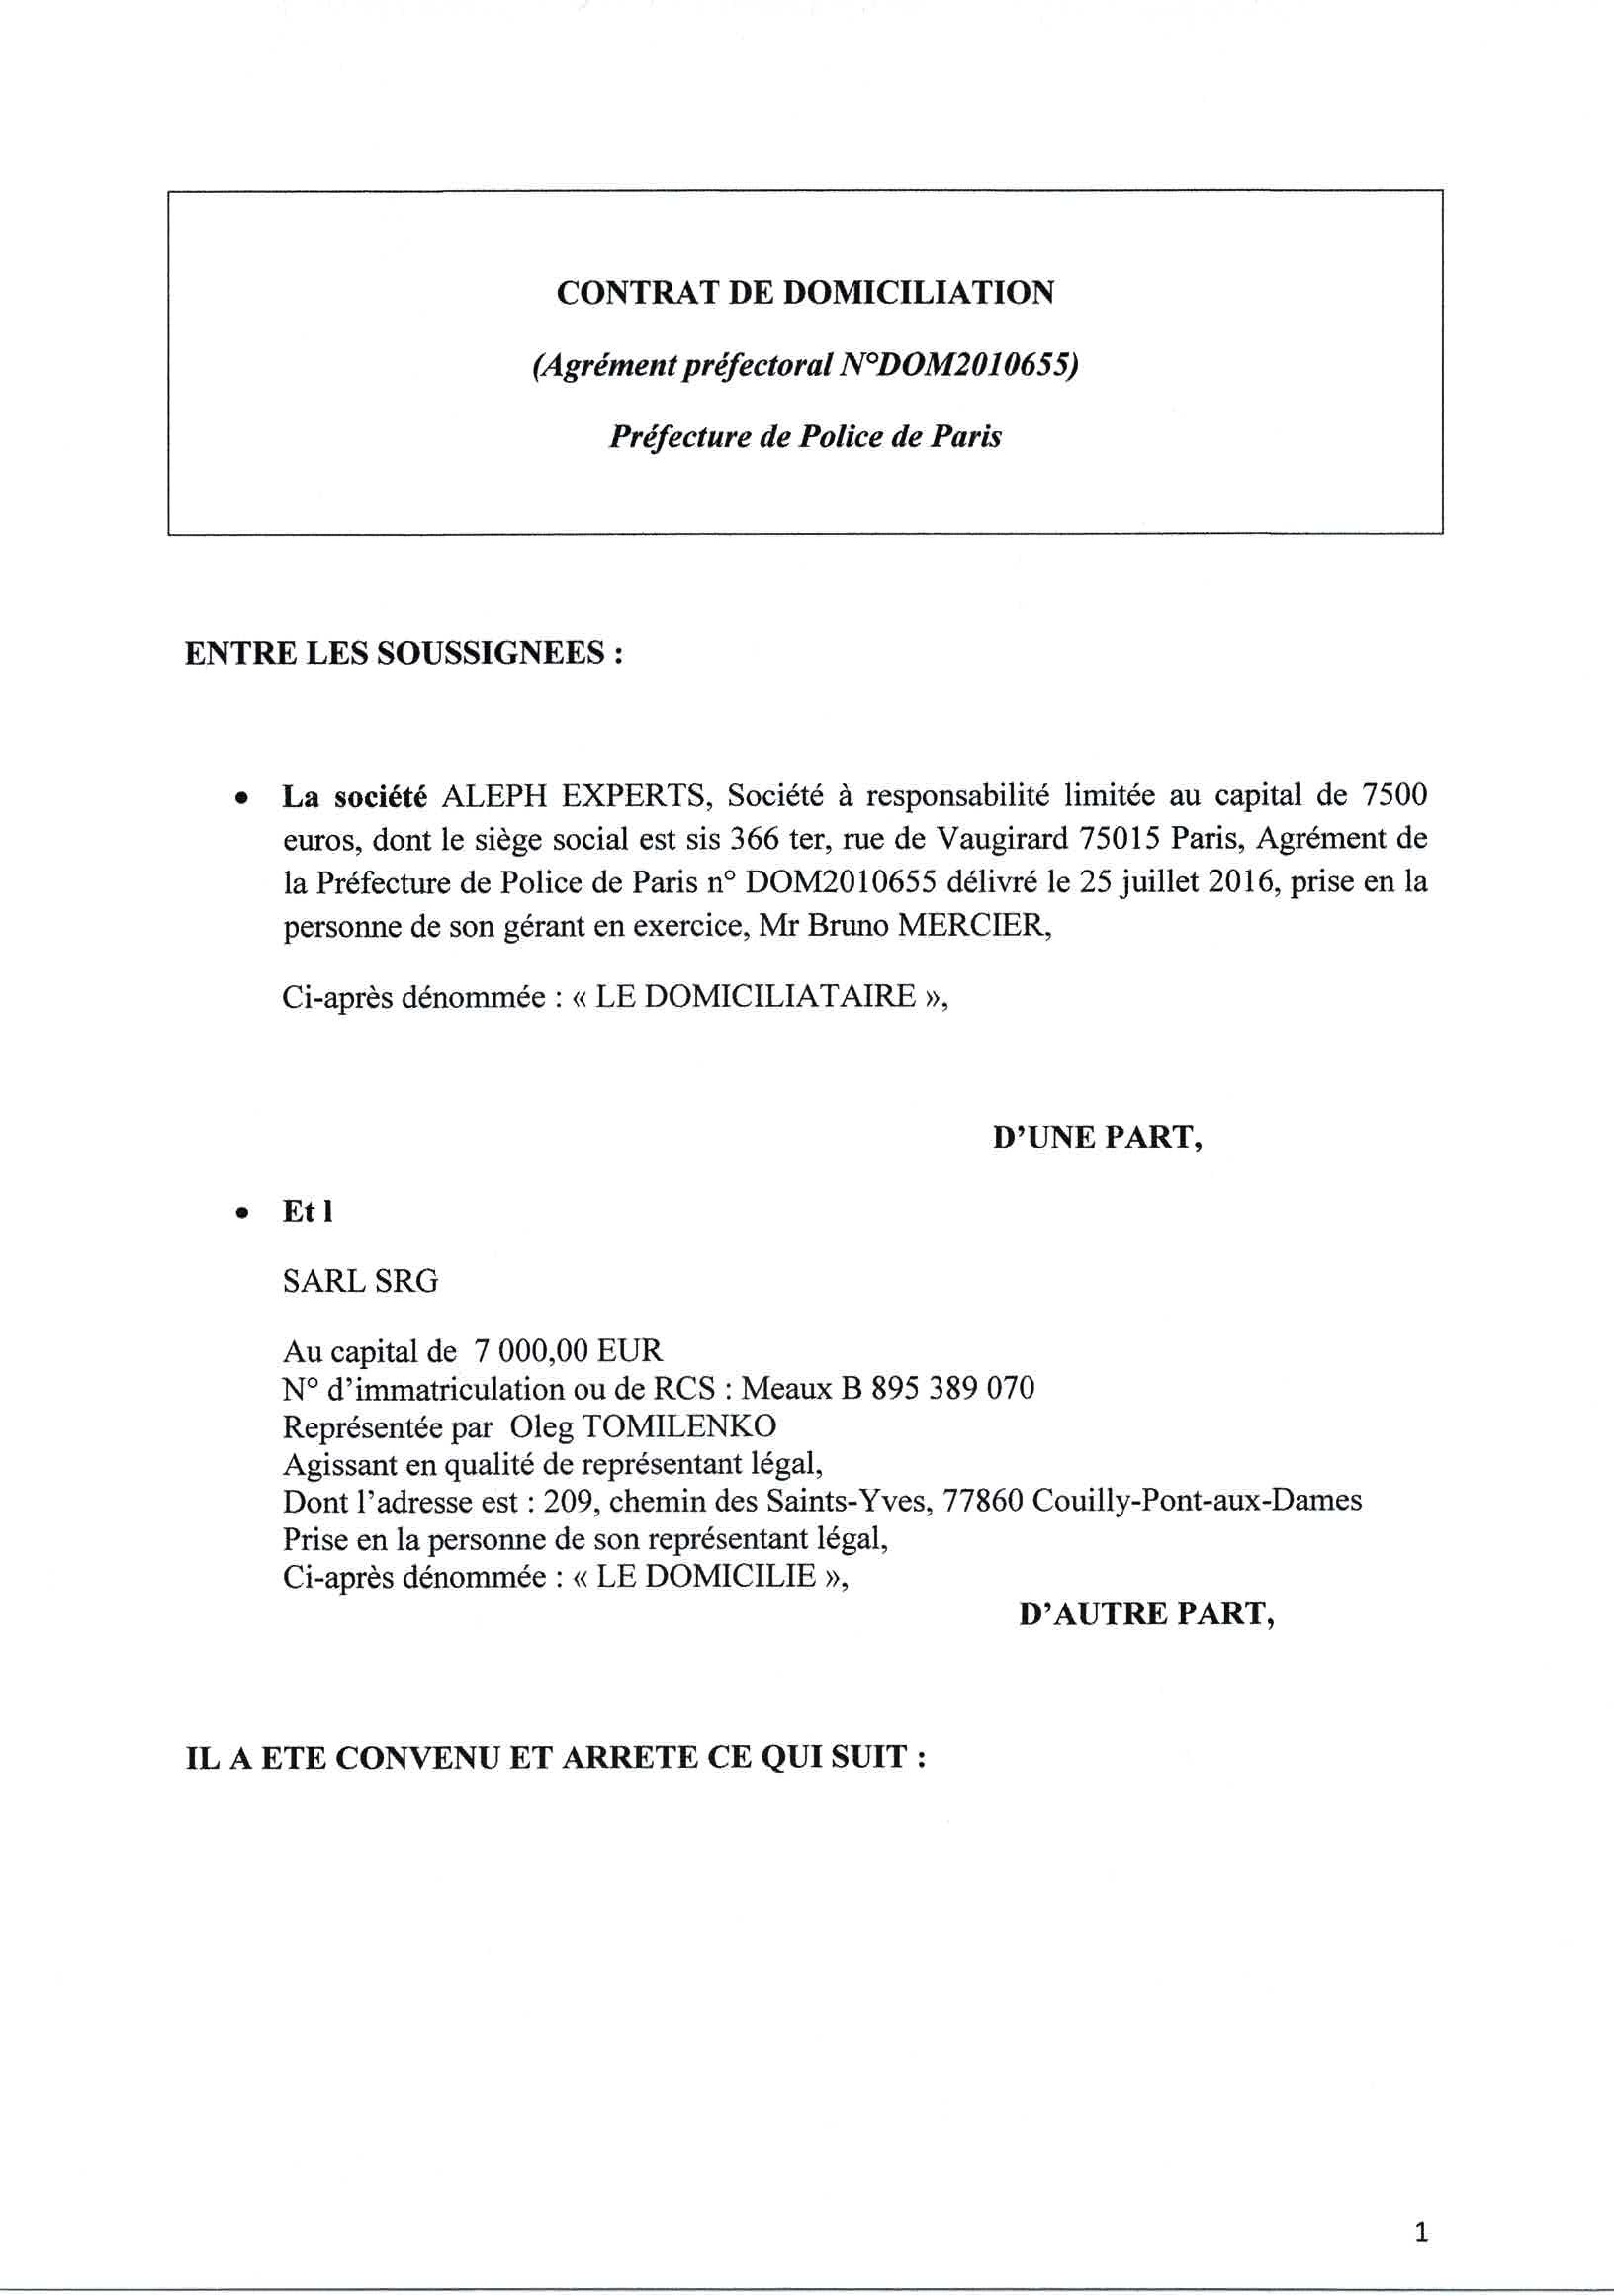 CONTRAT DE DOMICILIATION
(Agrément préfectoral N°DOM2010655)
Préfecture de Police de Paris
ENTRE LES SOUSSIGNEES :
• La société ALEPH EXPERTS, Société à responsabilité limitée au capital de 7500
euros, dont le siège social est sis 366 ter, rue de Vaugirard 75015 Paris, Agrément de
la Préfecture de Police de Paris n° DOM2010655 délivré le 25 juillet 2016, prise en la
personne de son gérant en exercice, Mr Bruno MERCIER,
Ci-après dénommée : « LE DOMICILIATAIRE »,
D’UNE PART,
• Et l
SARL SRG
Au capital de 7 000,00 EUR
N° d’immatriculation ou de RCS : Meaux B 895 389 070
Représentée par Oleg TOMILENKO
Agissant en qualité de représentant légal,
Dont l’adresse est : 209, chemin des Saints-Yves, 77860 Couilly-Pont-aux-Dames
Prise en la personne de son représentant légal,
Ci-après dénommée : « LE DOMICILIE »,
D’AUTRE PART,
IL A ETE CONVENU ET ARRETE CE QUI SUIT :
1